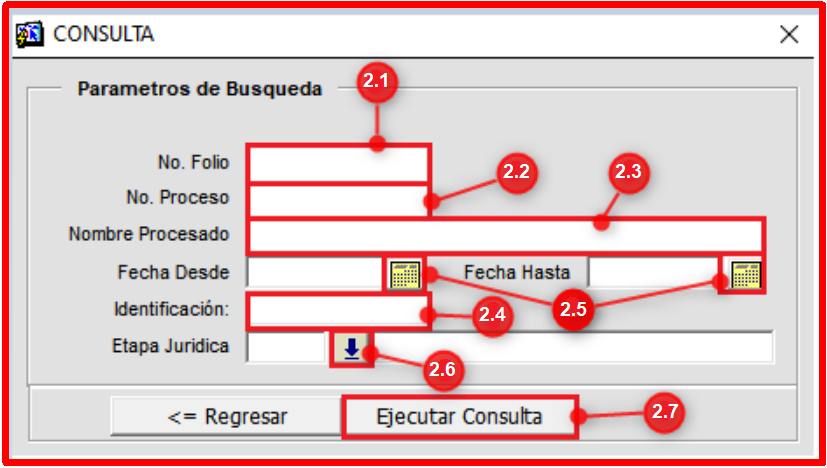 CONSULTA
Parametros de Busqueda
2.1
No. Folio
2.2
2.3
No. Proceso
Nombre Procesado
Fecha Desde
Fecha Hasta
2.5
Identificación:
2.4
Etapa Juridica
2.6
<= Regresar
Ejecutar Consulta
2.7